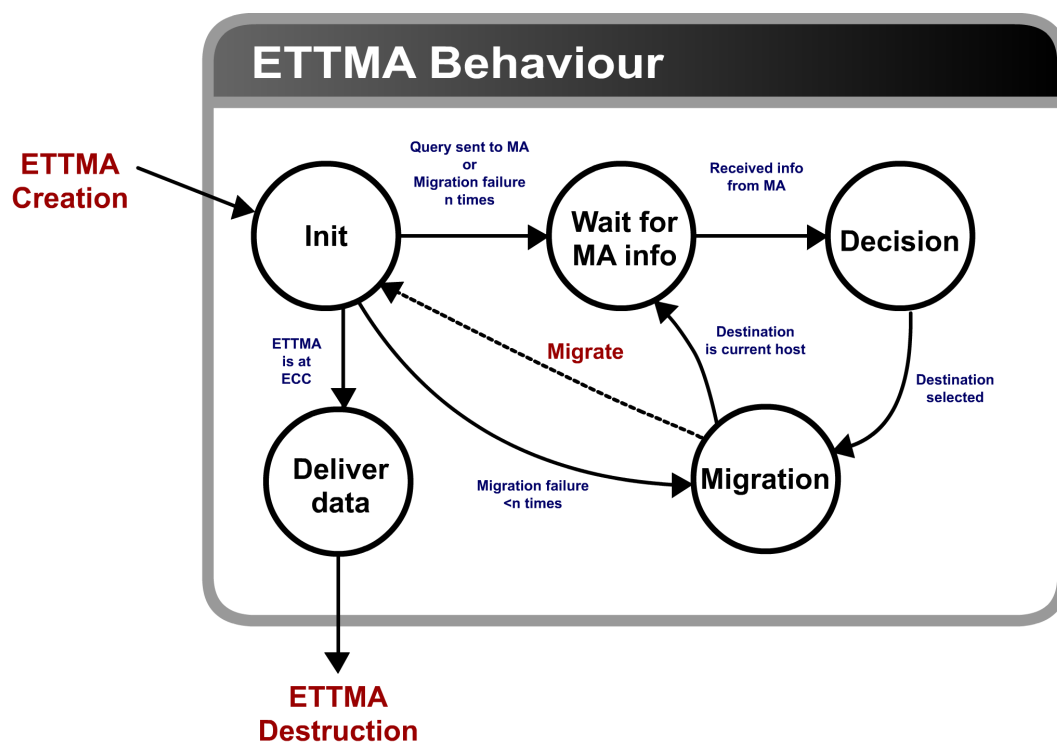 ETTMA Behaviour
ETTMA
Creation
Query sent to MA
or
Migration failure
n times
Received info
from MA
Init
Wait for
MA info
Decision
ETTMA
is at
ECC
Migrate
Destination
is current host
Destination
selected
Deliver
data
Migration failure
<n times
Migration
ETTMA
Destruction